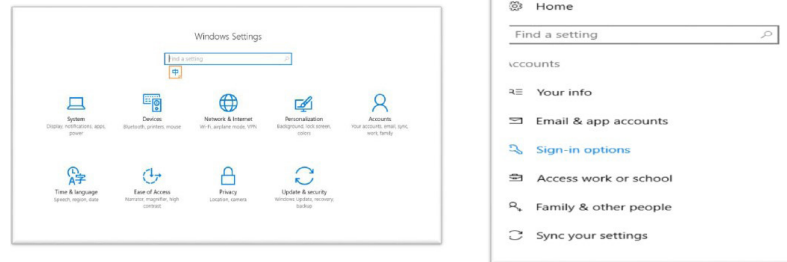 Windows Settings
Find a setting
中
System
Display, notifications, apps,
power
Devices
Bluetooth, printers, mouse
Network & Internet
Wi-Fi, airplane mode, VPN
Personalization
Background, lock screen,
colors
Accounts
Your accounts, email, sync,
work, family
Time & language
Speech, region, date
Ease of Access
Narrator, magnifier, high
contrast
Privacy
Location, camera
Update & security
Windows Update, recovery,
backup
Home
Find a setting
ccounts
Your info
Email & app accounts
Sign-in options
Access work or school
Family & other people
Sync your settings